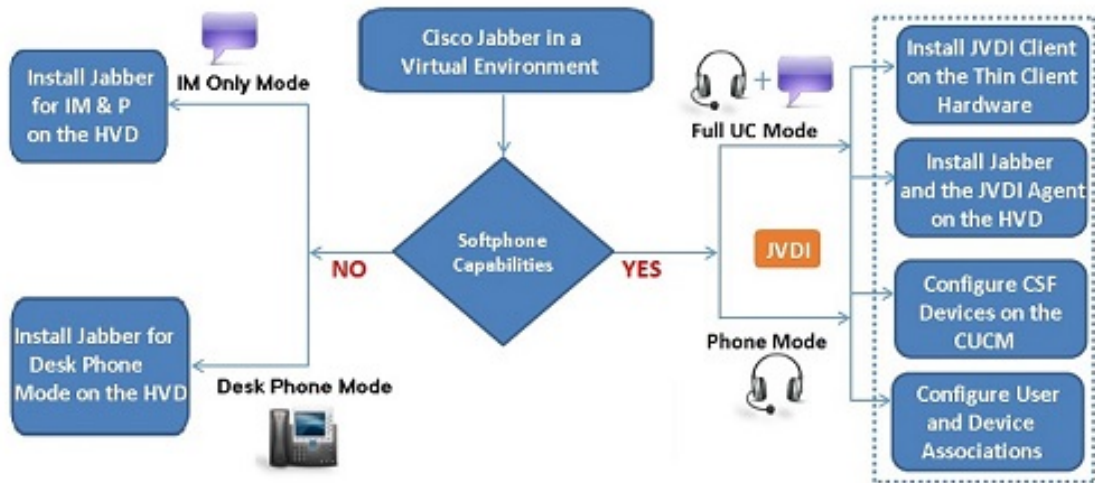 Cisco Jabber in a
Virtual Environment
Softphone
Capabilities
NO
YES
IM Only Mode
Install Jabber
for IM & P
on the HVD
Desk Phone Mode
Install Jabber for
Desk Phone
Mode on the HVD
+
Full UC Mode
JVDI
Phone Mode
Install JVDI Client
on the Thin Client
Hardware
Install Jabber
and the JVDI Agent
on the HVD
Configure CSF
Devices on the
CUCM
Configure User
and Device
Associations